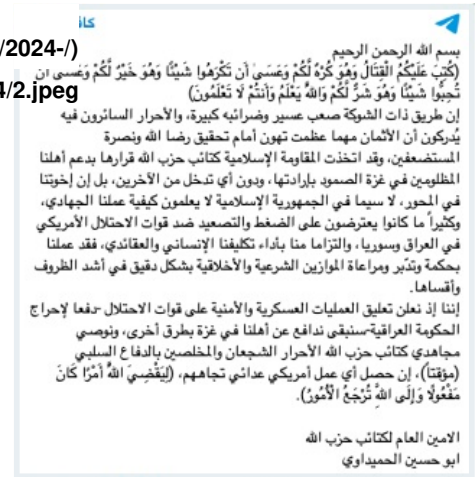 كتا
/2024-/)
4/2.jpeg
بسم الله الرحمن الرحيم
(كُتِبَ عَلَيْكُمُ الْقِتَالُ وَهُوَ كُرْهٌ لَّكُمْ وَعَسَىٰ أَن تَكْرَهُوا شَيْئًا وَهُوَ خَيْرٌ لَّكُمْ وَعَسَىٰ أَن
تُحِبُّوا شَيْئًا وَهُوَ شَرٌّ لَّكُمْ وَاللهُ يَعْلَمُ وَأَنتُمْ لَا تَعْلَمُونَ)
إن طريق ذات الشوكة صعب عسير وضرائبه كبيرة، والأحرار السائرون فيه
يُدركون أن الأثمان مهما عظمت تهون أمام تحقيق رضا الله ونصرة
المستضعفين، وقد اتخذت المقاومة الإسلامية كتائب حزب الله قرارها بدعم أهلنا
المظلومين في غزة الصمود بإرادتها، ودون أي تدخل من الآخرين، بل إن إخوتنا
في المحور، لا سيما في الجمهورية الإسلامية لا يعلمون كيفية عملنا الجهادي،
وكثيراً ما كانوا يعترضون على الضغط والتصعيد ضد قوات الاحتلال الأمريكي
في العراق وسوريا، والتزاما منا بأداء تكليفنا الإنساني والعقائدي، فقد عملنا
بحكمة وتدبّر ومراعاة الموازين الشرعية والأخلاقية بشكل دقيق في أشد الظروف
وأقساها.
إننا إذ نعلن تعليق العمليات العسكرية والأمنية على قوات الاحتلال -دفعا لإحراج
الحكومة العراقية-سنبقى ندافع عن أهلنا في غزة بطرق أخرى، ونوصي
مجاهدي كتائب حزب الله الأحرار الشجعان والمخلصين بالدفاع السلبي
(مؤقتاً)، إن حصل أي عمل أمريكي عدائي تجاههم، (لِيَقْضِيَ اللهُ أَمْرًا كَانَ
مَفْعُولًا وَإِلَى اللهِ تُرْجَعُ الْأُمُورُ).
الامين العام لكتائب حزب الله
ابو حسين الحميداوي